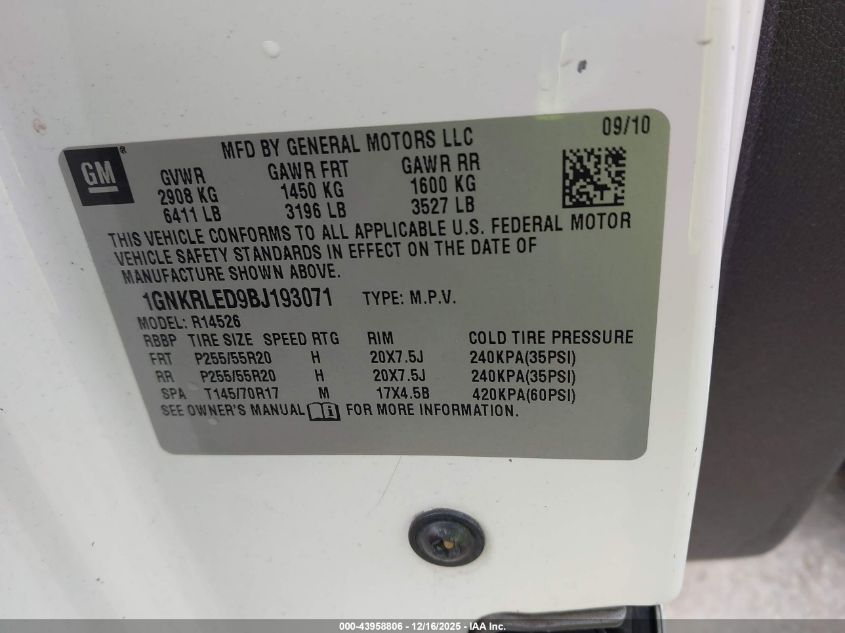 GM
®
MFD BY GENERAL MOTORS LLC 09/10
GVWR GAWR FRT GAWR RR
2908 KG 1450 KG 1600 KG
6411 LB 3196 LB 3527 LB
THIS VEHICLE CONFORMS TO ALL APPLICABLE U.S. FEDERAL MOTOR
VEHICLE SAFETY STANDARDS IN EFFECT ON THE DATE OF
MANUFACTURE SHOWN ABOVE.
1GNKRLED9BJ193071 TYPE: M.P.V.
MODEL: R14526
RBBP TIRE SIZE SPEED RTG RIM COLD TIRE PRESSURE
FRT P255/55R20 H 20X7.5J 240KPA(35PSI)
RR P255/55R20 H 20X7.5J 240KPA(35PSI)
SPA T145/70R17 M 17X4.5B 420KPA(60PSI)
SEE OWNER'S MANUAL FOR MORE INFORMATION.
000-43958806 - 12/16/2025 - IAA Inc.